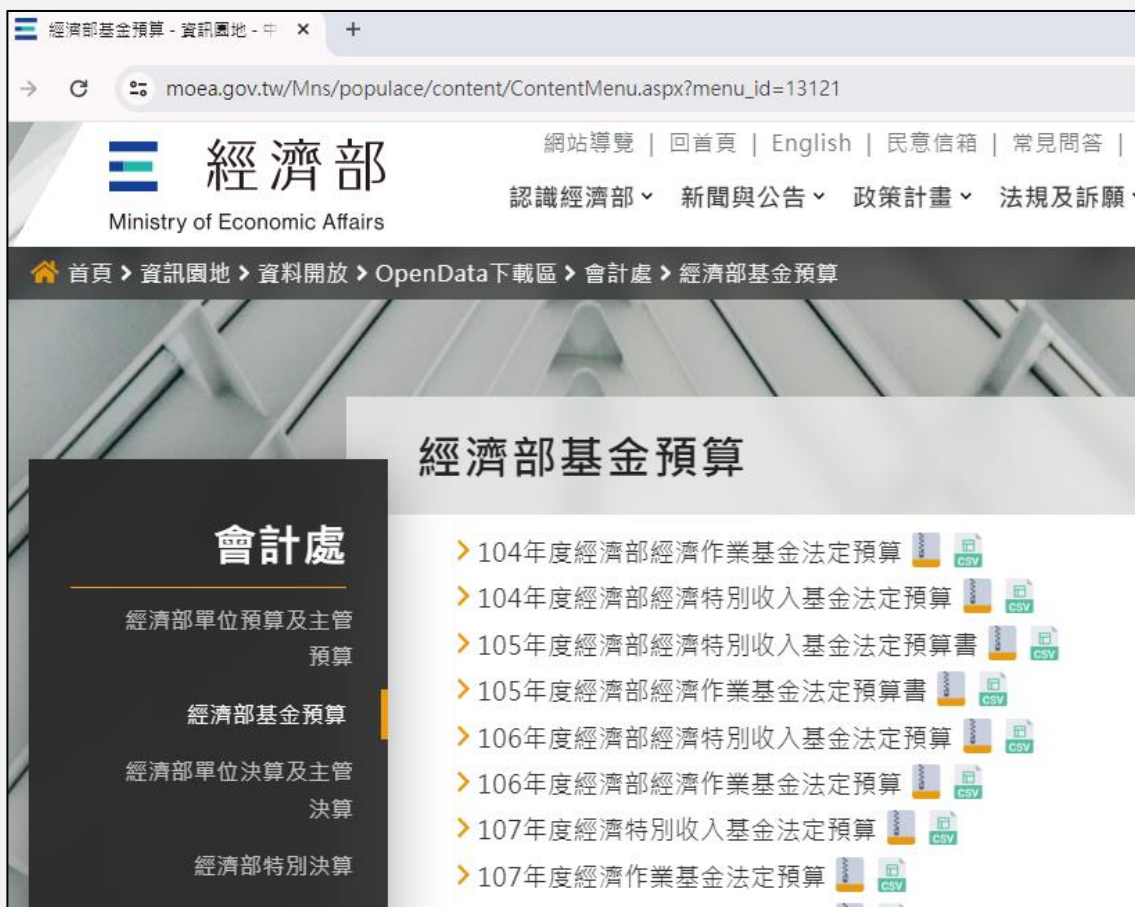 經濟部基金預算 - 資訊園地 - 中
moea.gov.tw/Mns/populace/content/ContentMenu.aspx?menu_id=13121
經濟部
Ministry of Economic Affairs
網站導覽 | 回首頁 | English | 民意信箱 | 常見問答 |
認識經濟部 新聞與公告 政策計畫 法規及訴願
首頁 > 資訊園地 > 資料開放 > OpenData下載區 > 會計處 > 經濟部基金預算
經濟部基金預算
會計處
經濟部單位預算及主管
預算
經濟部基金預算
經濟部單位決算及主管
決算
經濟部特別決算
104年度經濟部經濟作業基金法定預算 CSV
104年度經濟部經濟特別收入基金法定預算 CSV
105年度經濟部經濟特別收入基金法定預算書 CSV
105年度經濟部經濟作業基金法定預算書 CSV
106年度經濟部經濟特別收入基金法定預算 CSV
106年度經濟部經濟作業基金法定預算 CSV
107年度經濟特別收入基金法定預算 CSV
107年度經濟作業基金法定預算 CSV